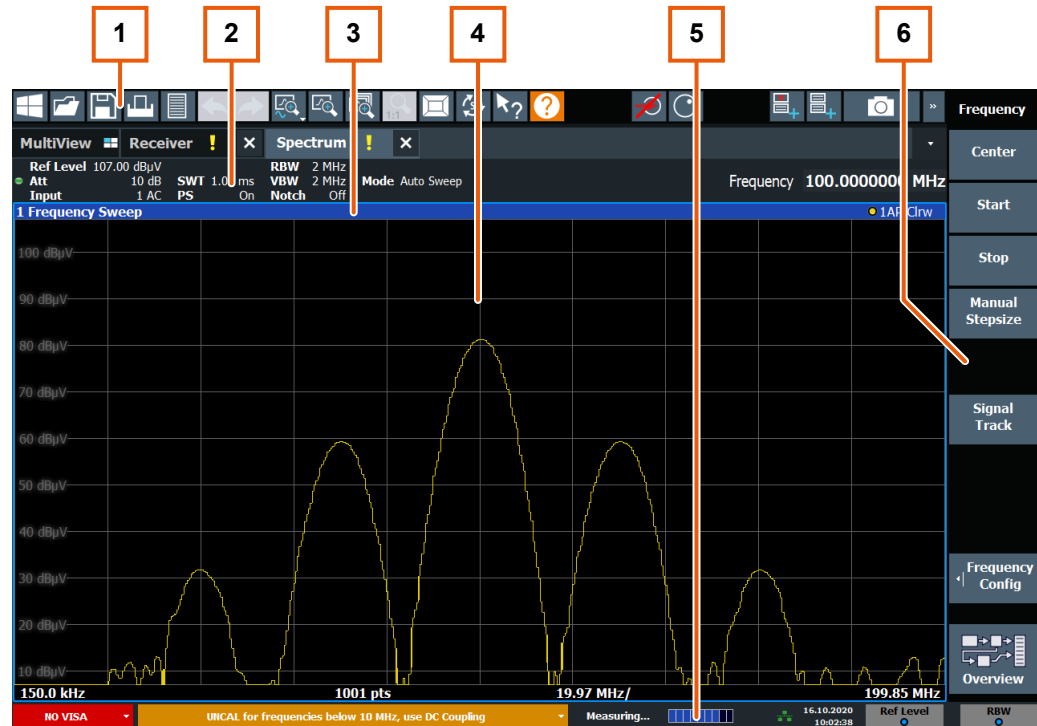 1 2 3 4 5 6
1:1
Frequency
MultiView Receiver ! X Spectrum ! X
Ref Level 107.00 dBµV RBW 2 MHz
Att 10 dB SWT 1.0 ms VBW 2 MHz Mode Auto Sweep Frequency 100.0000000 MHz
Input 1 AC PS On Notch Off
1 Frequency Sweep 1AP Clrw
100 dBµV
90 dBµV
80 dBµV
70 dBµV
60 dBµV
50 dBµV
40 dBµV
30 dBµV
20 dBµV
10 dBµV
150.0 kHz 1001 pts 19.97 MHz/ 199.85 MHz
Center
Start
Stop
Manual
Stepsize
Signal
Track
Frequency
Config
Overview
NO VISA UNCAL for frequencies below 10 MHz, use DC Coupling Measuring... 16.10.2020
10:02:38
Ref Level RBW